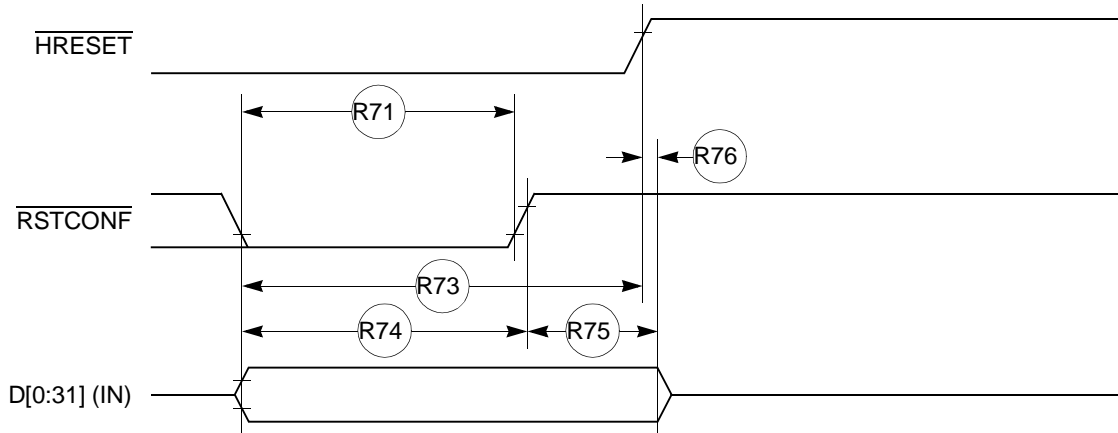 HRESET
R71
R76
RSTCONF
R73
R74
R75
D[0:31] (IN)